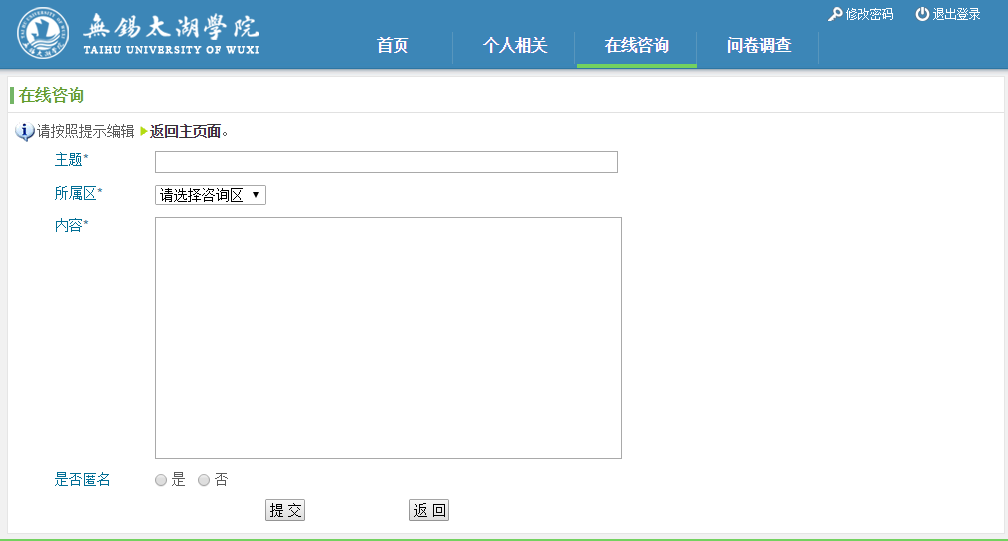 無錫太湖學院
TAIHU UNIVERSITY OF WUXI
修改密码 退出登录
首页 个人相关 在线咨询 问卷调查
在线咨询
请按照提示编辑 返回主页面。
主题*
所属区* 请选择咨询区
内容*
是否匿名 是 否
提 交 返 回